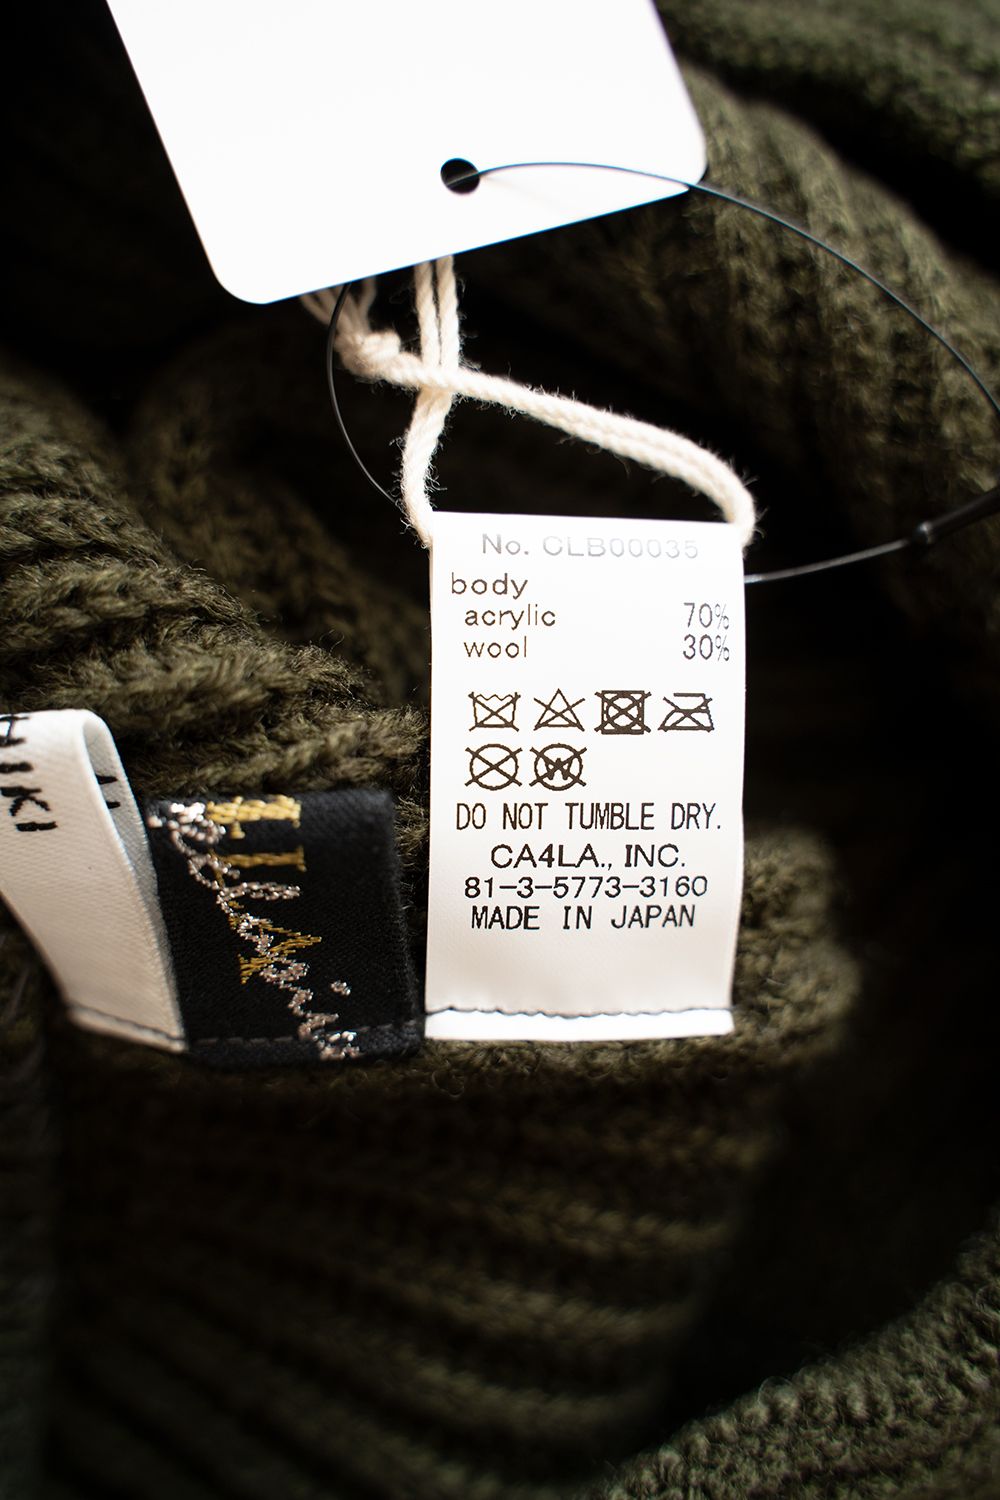 No. CLB00035
body
acrylic 70%
wool 30%
DO NOT TUMBLE DRY.
CA4LA., INC.
81-3-5773-3160
MADE IN JAPAN
HIKI